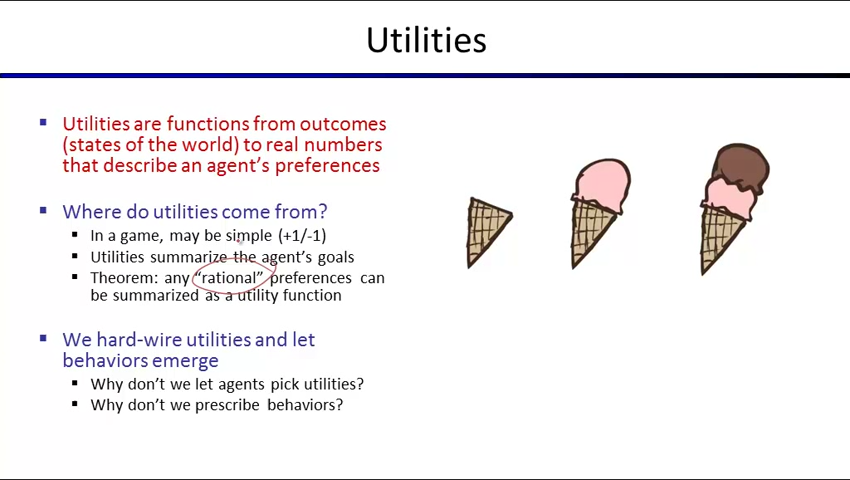 Utilities
Utilities are functions from outcomes
(states of the world) to real numbers
that describe an agent's preferences
Where do utilities come from?
In a game, may be simple (+1/-1)
Utilities summarize the agent's goals
Theorem: any “rational” preferences can
be summarized as a utility function
We hard-wire utilities and let
behaviors emerge
Why don't we let agents pick utilities?
Why don't we prescribe behaviors?